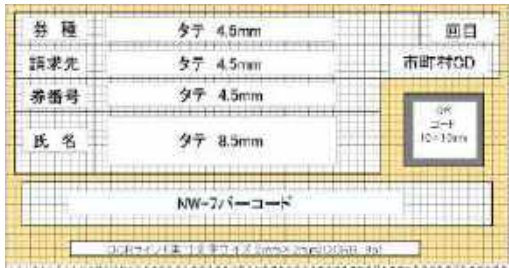 券種 タテ 4.5mm 回目
請求先 タテ 4.5mm 市町村CD
券番号 タテ 4.5mm
氏名 タテ 8.5mm
QR
コード
10×10mm
NW-7バーコード